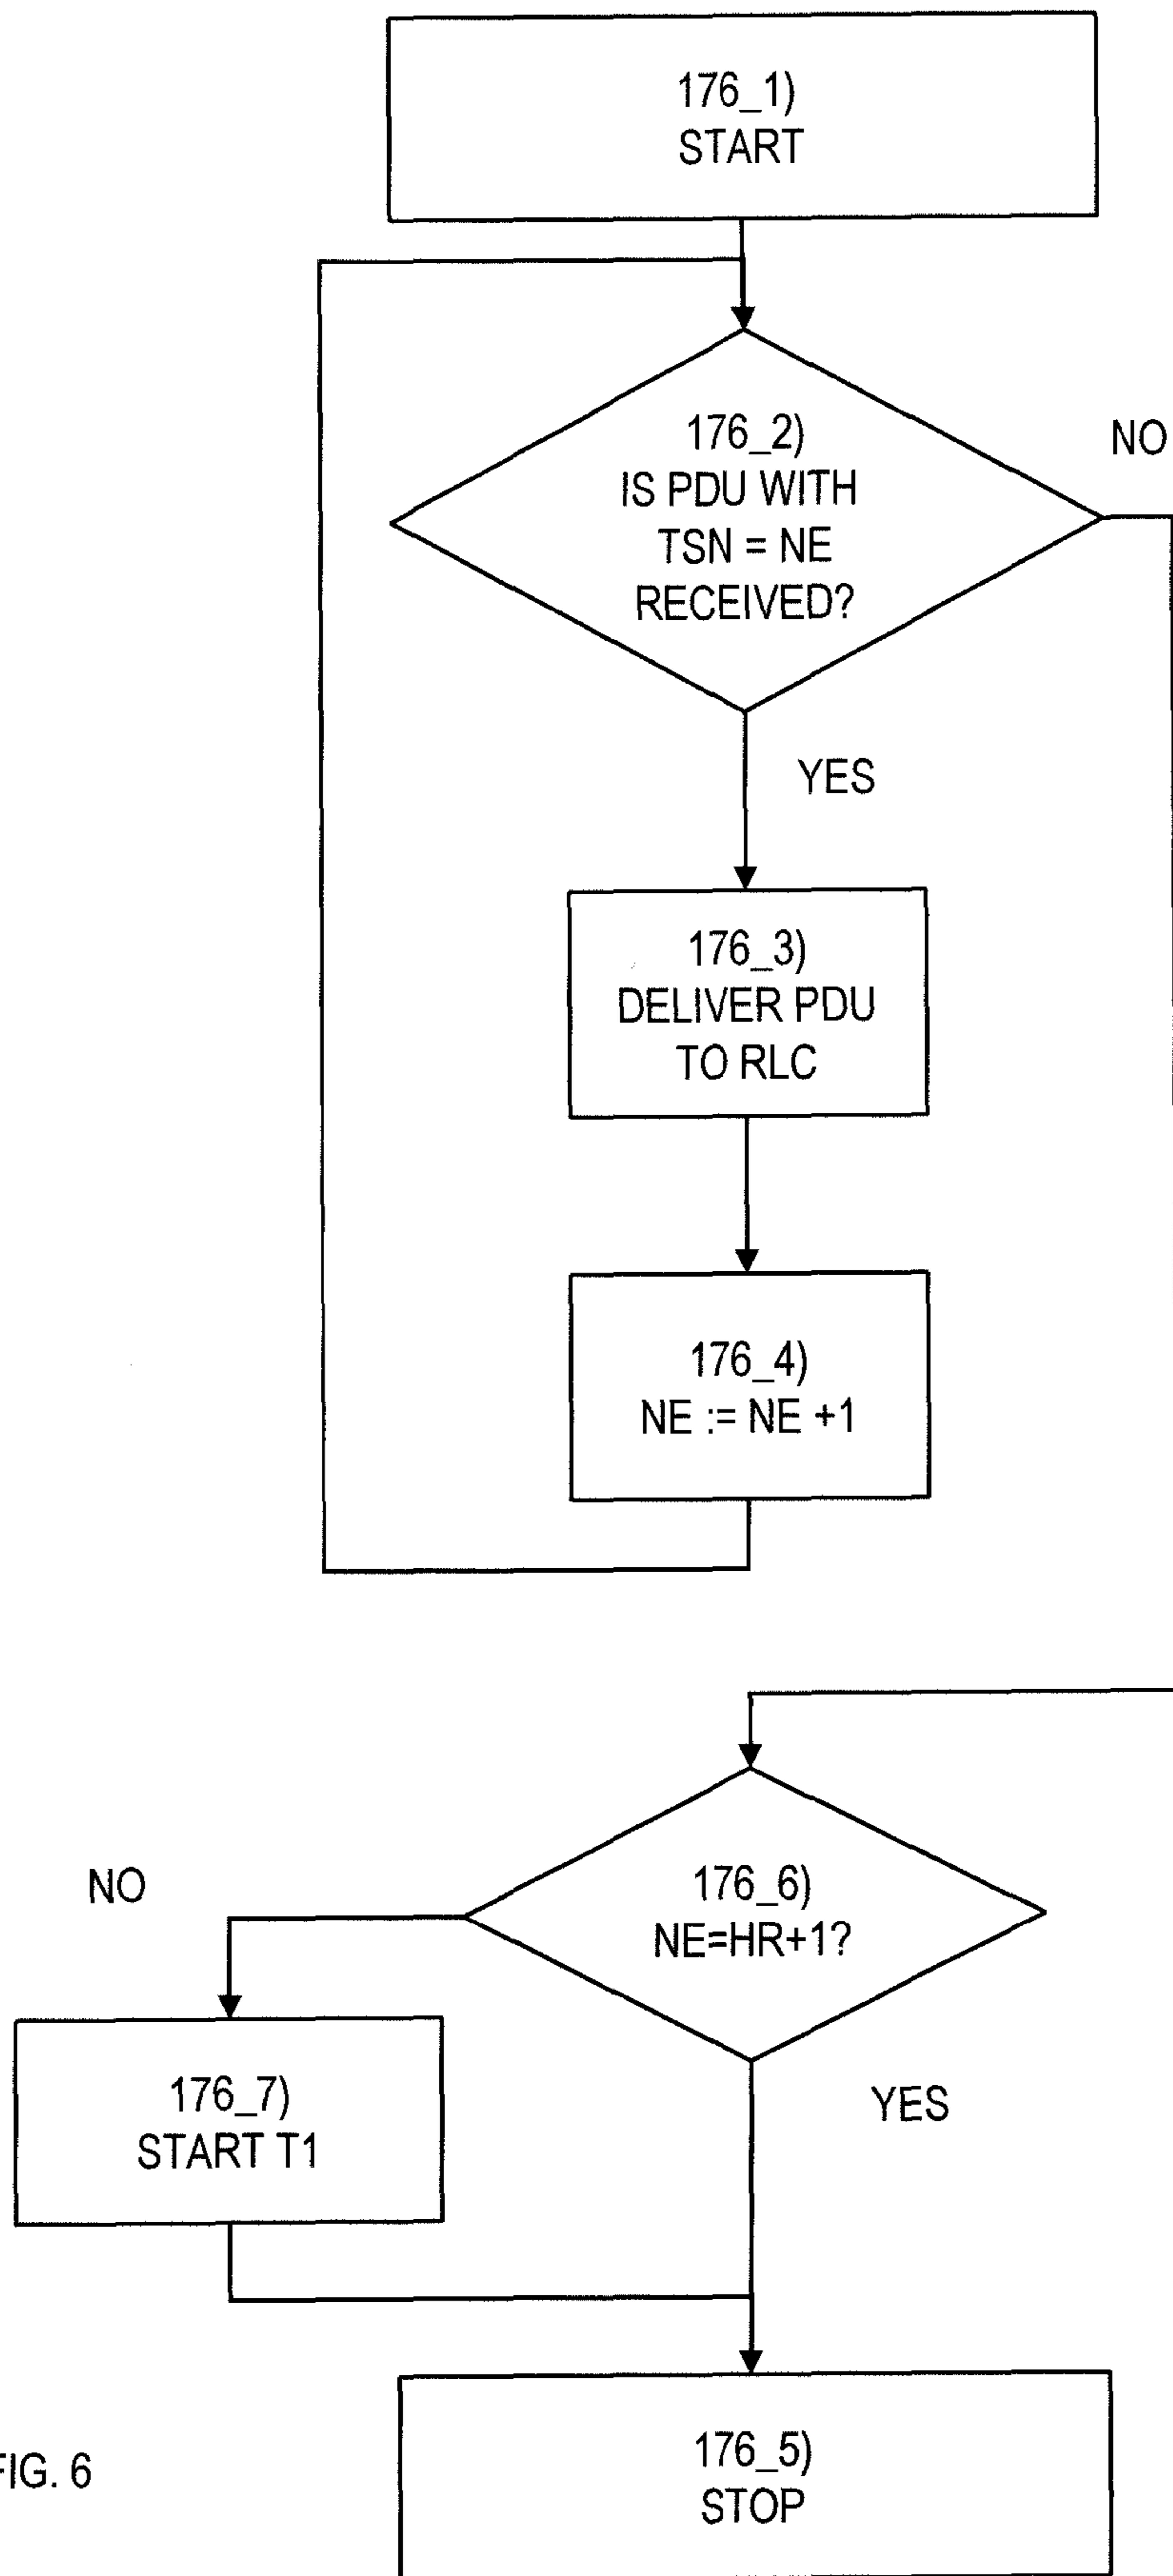 176_1)
START
176_2)
IS PDU WITH
TSN = NE
RECEIVED?
NO
YES
176_3)
DELIVER PDU
TO RLC
176_4)
NE := NE +1
176_6)
NE=HR+1?
NO
YES
176_7)
START T1
176_5)
STOP
FIG. 6